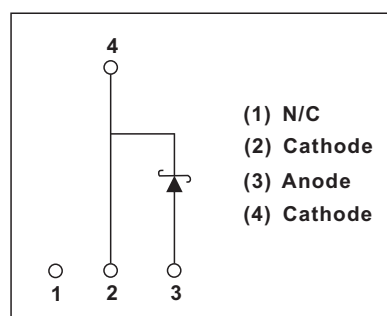 4
(1) N/C
(2) Cathode
(3) Anode
(4) Cathode
1 2 3